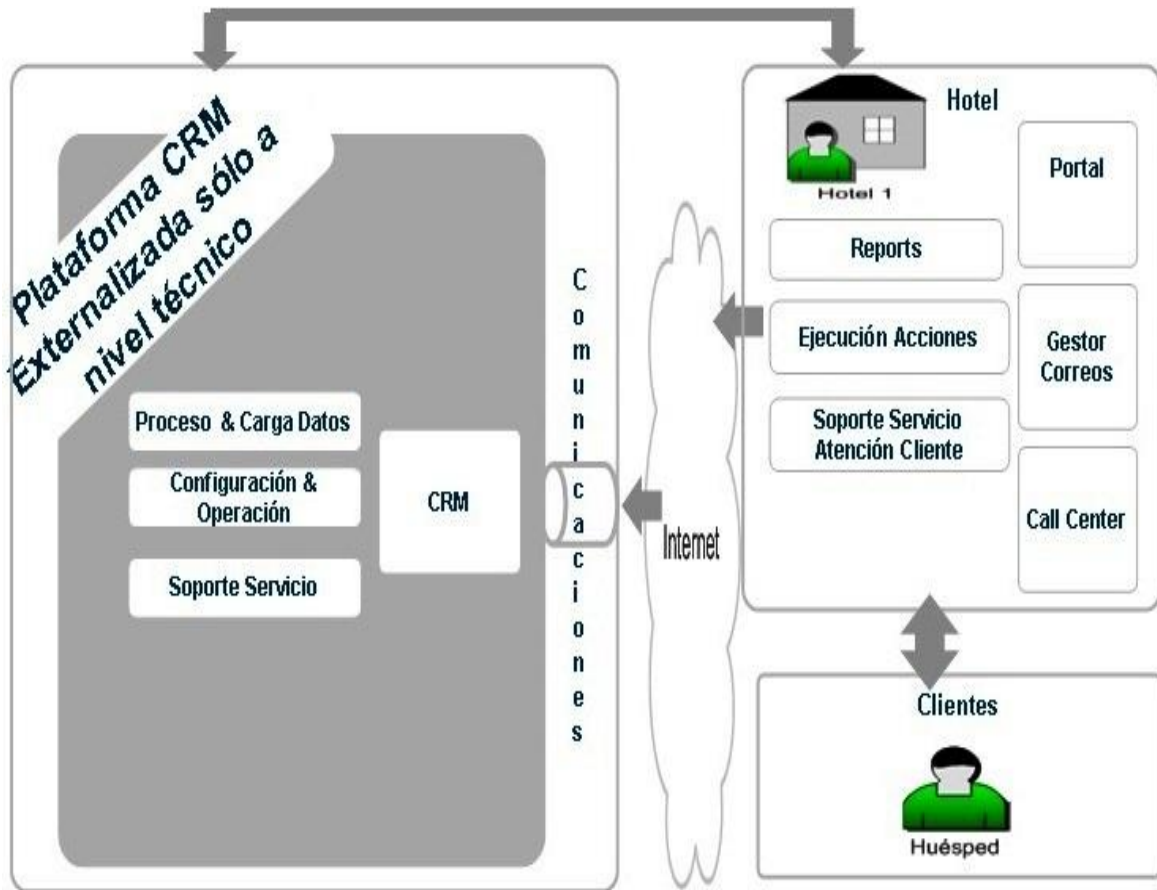 Plataforma CRM
Externalizada sólo a
nivel técnico
Proceso & Carga Datos
Configuración &
Operación
Soporte Servicio
CRM
Comunicaciones
Internet
Hotel
Hotel 1
Reports
Ejecución Acciones
Soporte Servicio
Atención Cliente
Portal
Gestor
Correos
Call Center
Clientes
Huésped